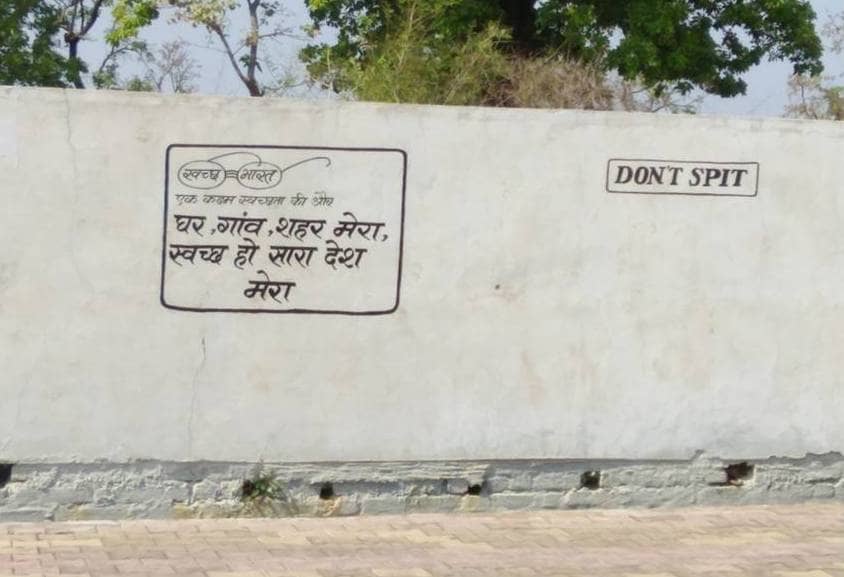 स्वच्छ भारत
एक कदम स्वच्छता की ओर
घर, गांव, शहर मेरा,
स्वच्छ हो सारा देश
मेरा
DON'T SPIT